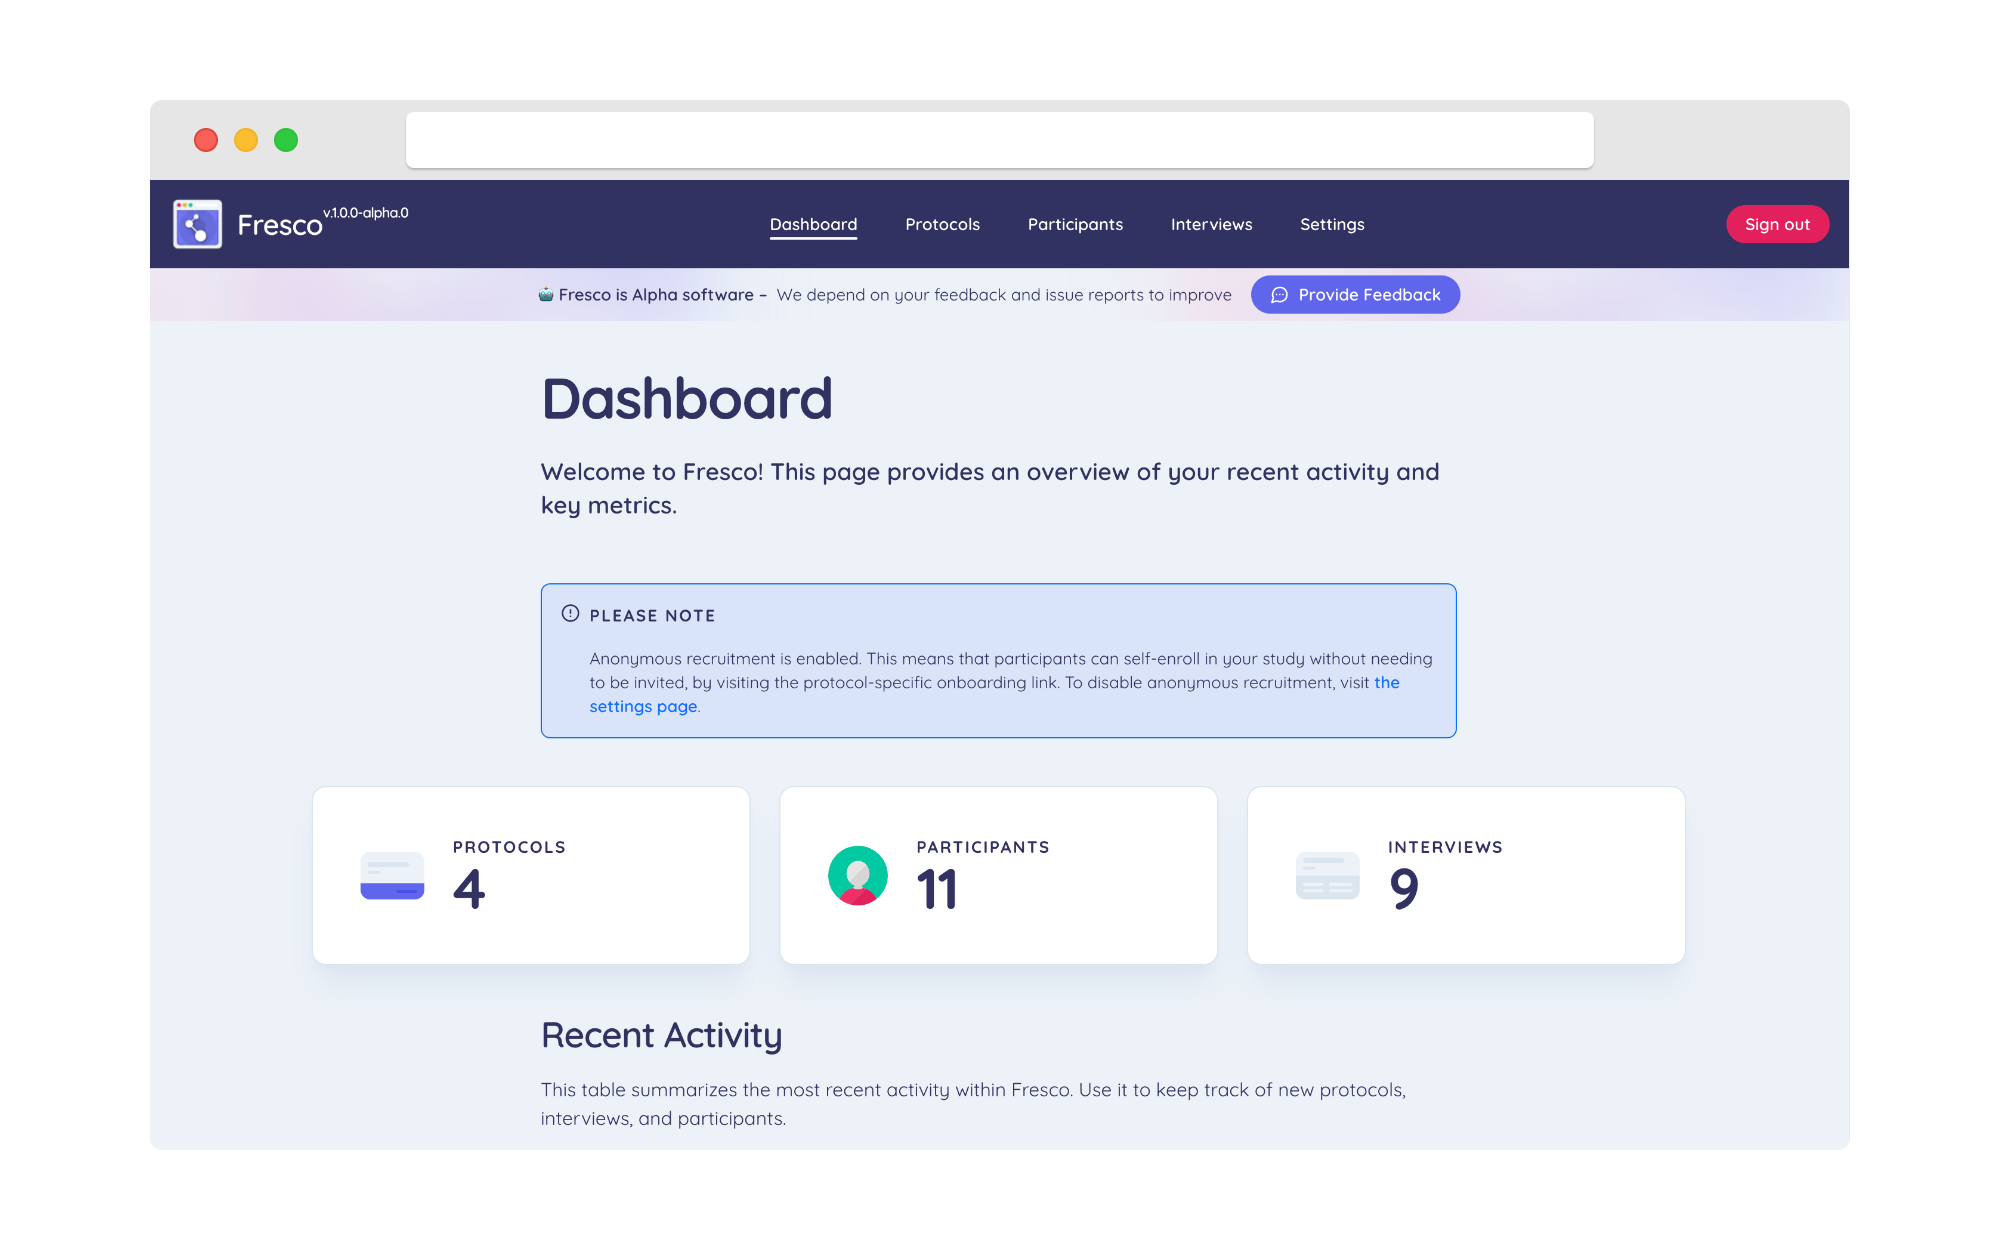 Fresco v.1.0.0-alpha.0
Dashboard Protocols Participants Interviews Settings
Sign out
Fresco is Alpha software – We depend on your feedback and issue reports to improve
Provide Feedback
Dashboard
Welcome to Fresco! This page provides an overview of your recent activity and
key metrics.
PLEASE NOTE
Anonymous recruitment is enabled. This means that participants can self-enroll in your study without needing
to be invited, by visiting the protocol-specific onboarding link. To disable anonymous recruitment, visit the
settings page.
PROTOCOLS
4
PARTICIPANTS
11
INTERVIEWS
9
Recent Activity
This table summarizes the most recent activity within Fresco. Use it to keep track of new protocols,
interviews, and participants.